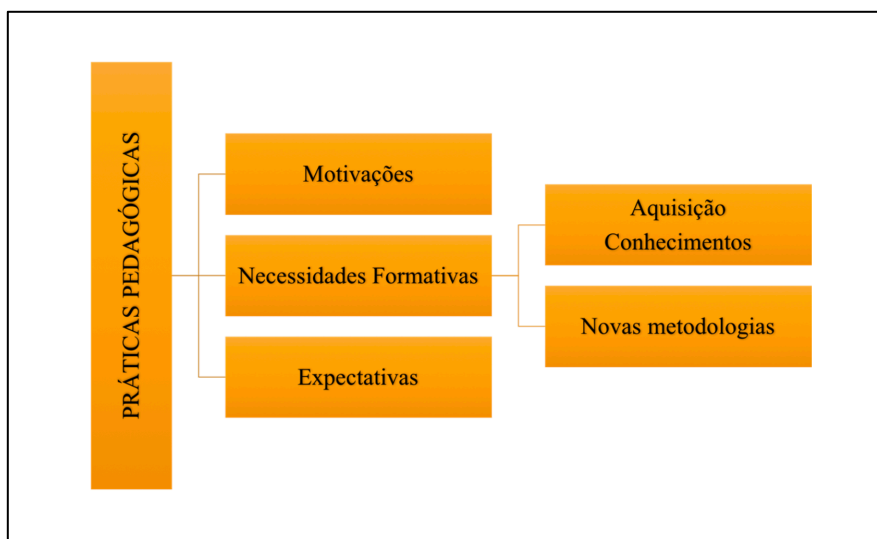 PRÁTICAS PEDAGÓGICAS
Motivações
Necessidades Formativas
Expectativas
Aquisição
Conhecimentos
Novas metodologias